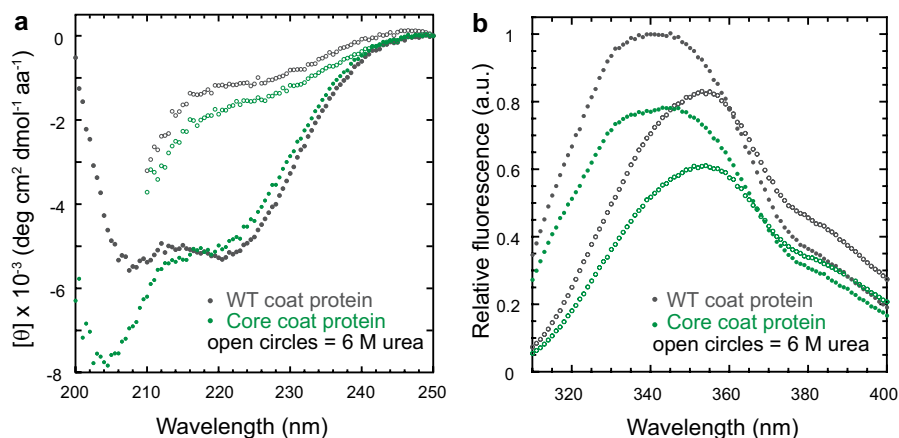 a
0
-2
-4
-6
-8
200 210 220 230 240 250
[θ] x 10⁻³ (deg cm² dmol⁻¹ aa⁻¹)
Wavelength (nm)
WT coat protein
Core coat protein
open circles = 6 M urea
b
1
0.8
0.6
0.4
0.2
0
320 340 360 380 400
Relative fluorescence (a.u.)
Wavelength (nm)
WT coat protein
Core coat protein
open circles = 6 M urea